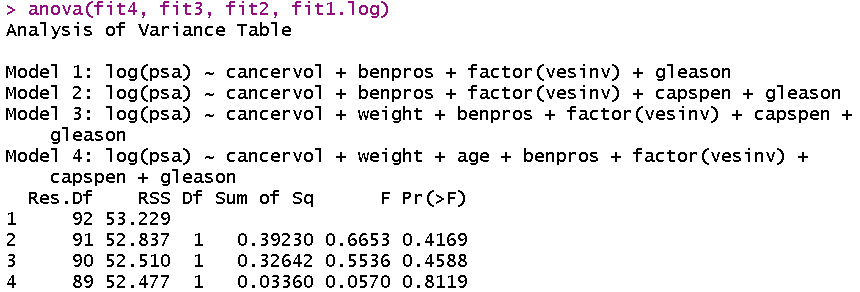 > anova(fit4, fit3, fit2, fit1.log)
Analysis of Variance Table

Model 1: log(psa) ~ cancervol + benpros + factor(vesinv) + gleason
Model 2: log(psa) ~ cancervol + benpros + factor(vesinv) + capspen + gleason
Model 3: log(psa) ~ cancervol + weight + benpros + factor(vesinv) + capspen +
    gleason
Model 4: log(psa) ~ cancervol + weight + age + benpros + factor(vesinv) +
    capspen + gleason
  Res.Df    RSS Df Sum of Sq      F Pr(>F)
1     92 53.229
2     91 52.837  1   0.39230 0.6653 0.4169
3     90 52.510  1   0.32642 0.5536 0.4588
4     89 52.477  1   0.03360 0.0570 0.8119